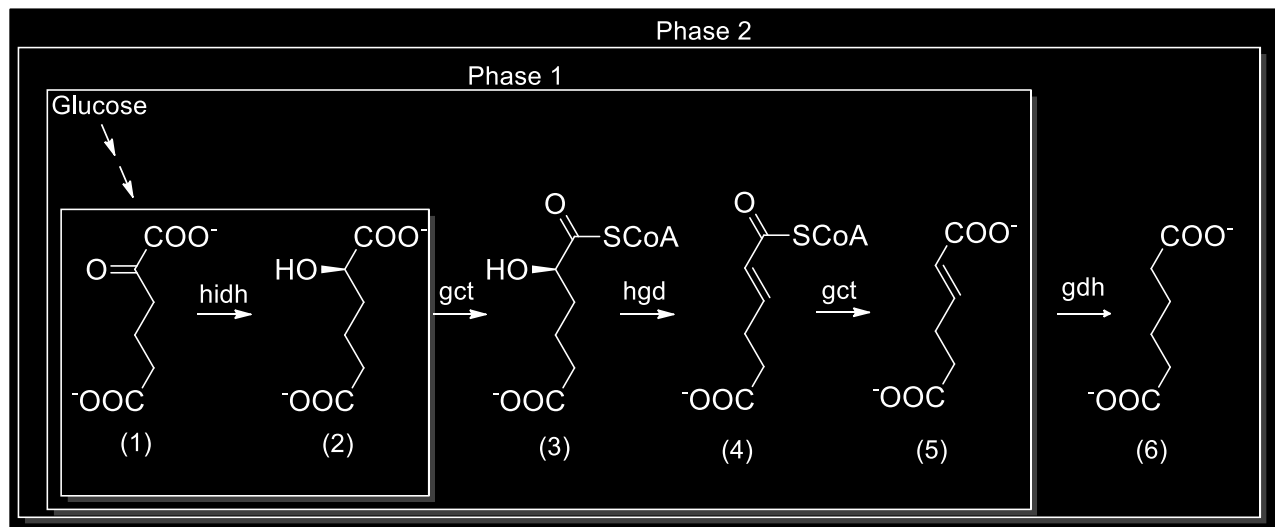 Phase 2
Phase 1
Glucose
COO⁻
O
hidh
⁻OOC
(1)
COO⁻
HO
gct
⁻OOC
(2)
O
SCoA
HO
hgd
⁻OOC
(3)
O
SCoA
gct
⁻OOC
(4)
COO⁻
gdh
⁻OOC
(5)
COO⁻
⁻OOC
(6)